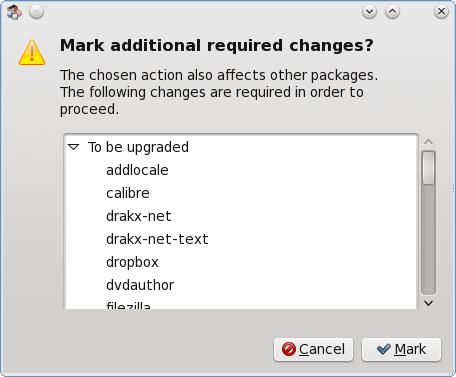 Mark additional required changes?
The chosen action also affects other packages.
The following changes are required in order to
proceed.
To be upgraded
addlocale
calibre
drakx-net
drakx-net-text
dropbox
dvdauthor
filezilla
Cancel
Mark